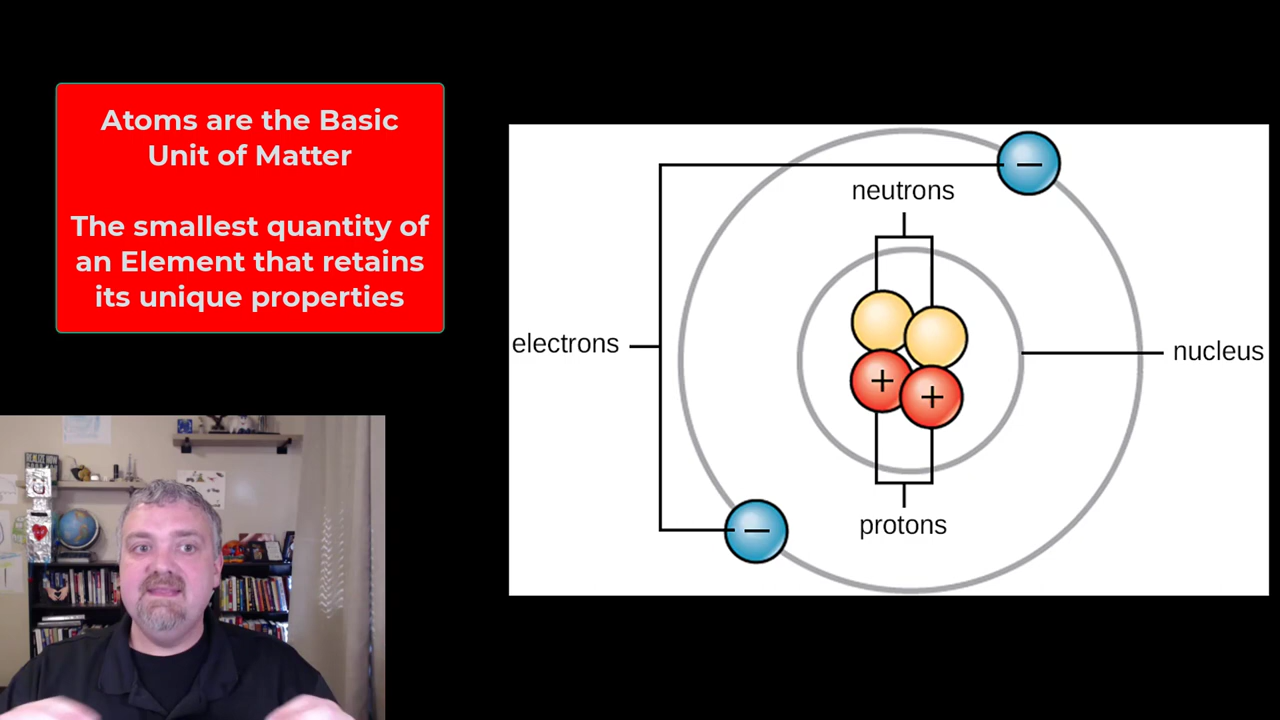 Atoms are the Basic
Unit of Matter
The smallest quantity of
an Element that retains
its unique properties
neutrons
electrons
nucleus
protons